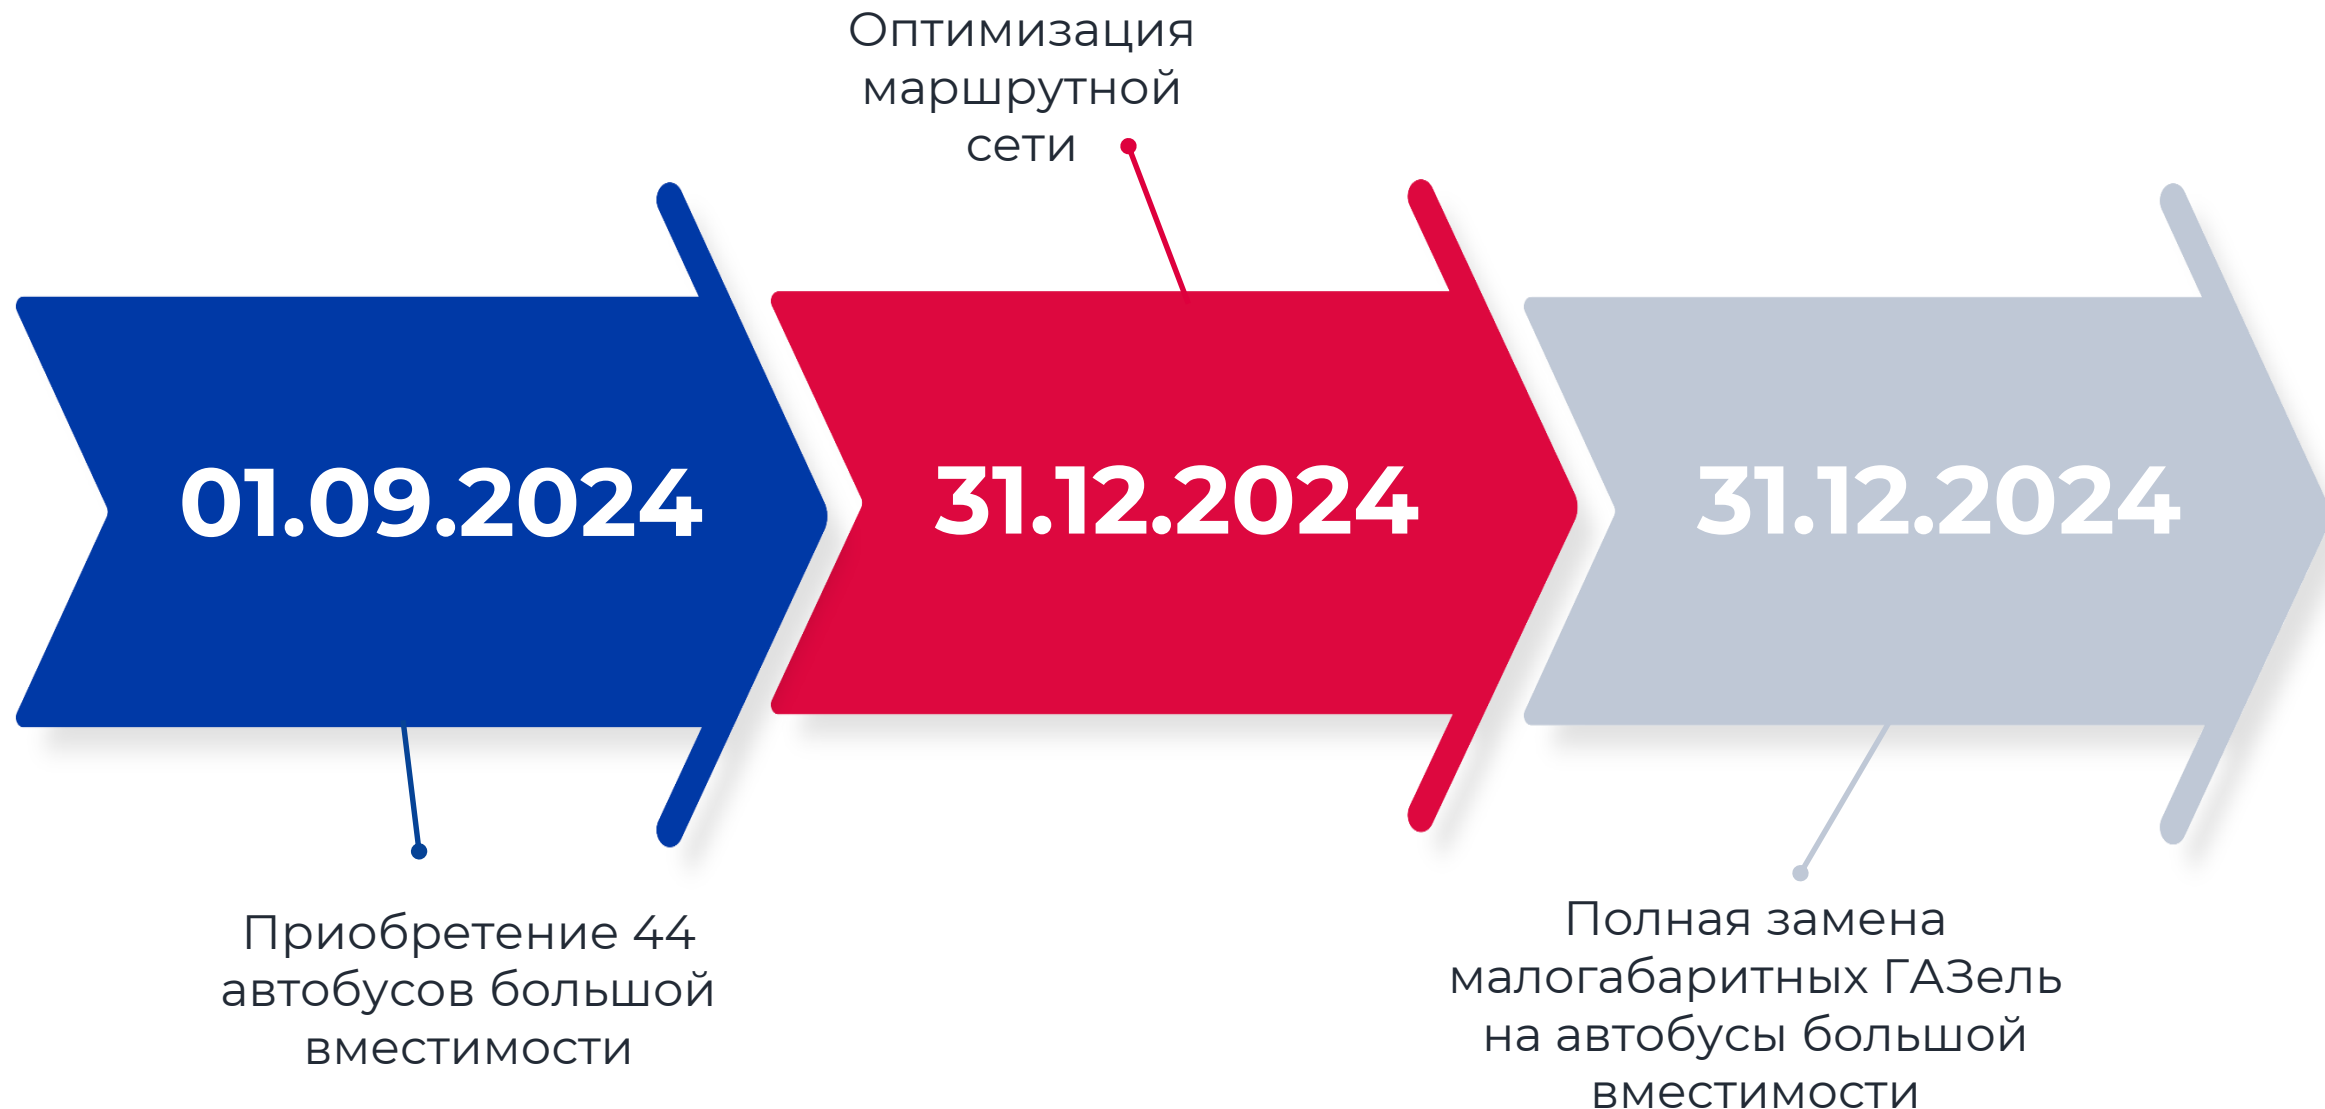 Оптимизация
маршрутной
сети
01.09.2024
31.12.2024
31.12.2024
Приобретение 44
автобусов большой
вместимости
Полная замена
малогабаритных ГАЗель
на автобусы большой
вместимости